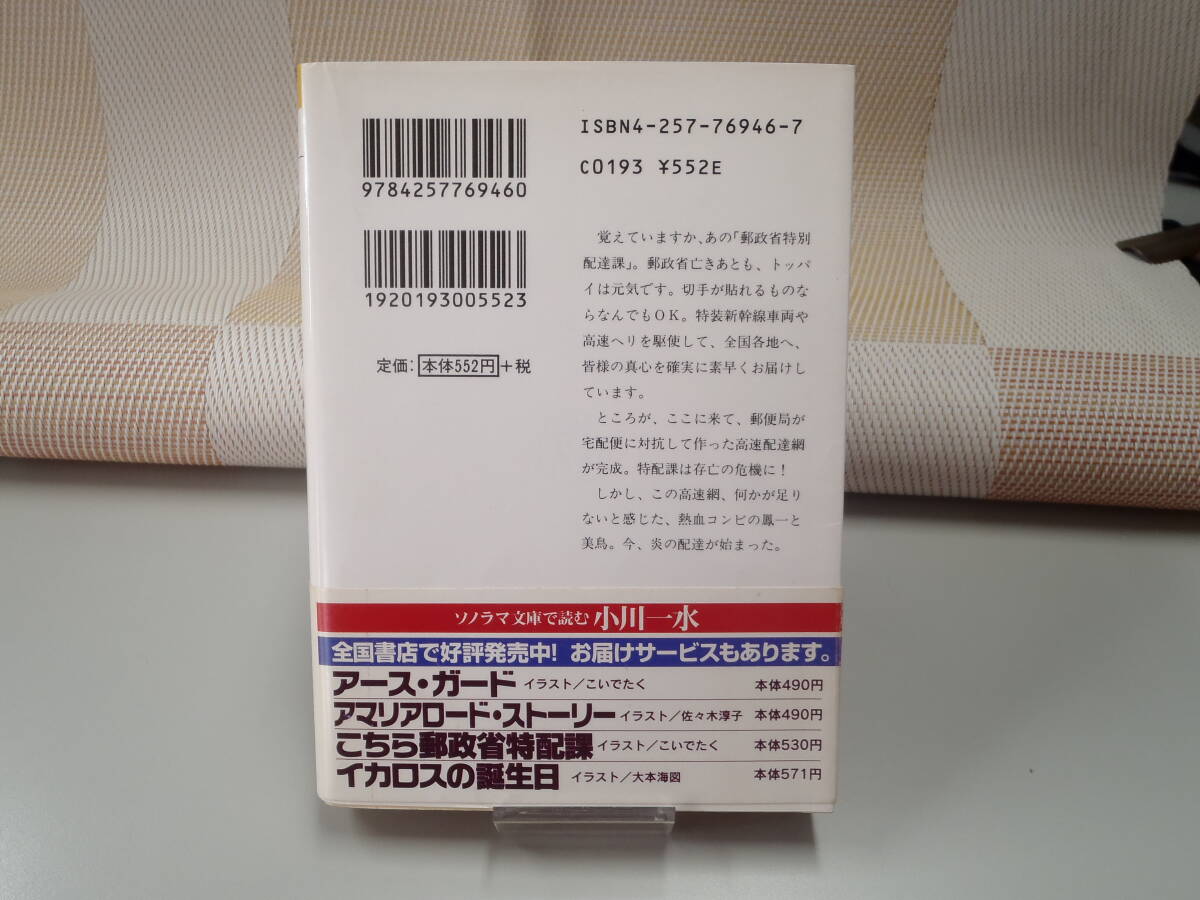 9784257769460
1920193005523
定価:本体552円+税
ISBN4-257-76946-7
C0193 ¥552E
覚えていますか、あの「郵政省特別
配達課」。郵政省亡きあとも、トッパ
イは元気です。切手が貼れるものな
らなんでもOK。特装新幹線車両や
高速ヘリを駆使して、全国各地へ、
皆様の真心を確実に素早くお届けし
ています。
ところが、ここに来て、郵便局が
宅配便に対抗して作った高速配達網
が完成。特配課は存亡の危機に!
しかし、この高速網、何かが足り
ないと感じた、熱血コンビの鳳一と
美鳥。今、炎の配達が始まった。
ソノラマ文庫で読む 小川一水
全国書店で好評発売中! お届けサービスもあります。
アース・ガード イラスト/こいでたく 本体490円
アマリアロード・ストーリー イラスト/佐々木淳子 本体490円
こちら郵政省特配課 イラスト/こいでたく 本体530円
イカロスの誕生日 イラスト/大本海図 本体571円